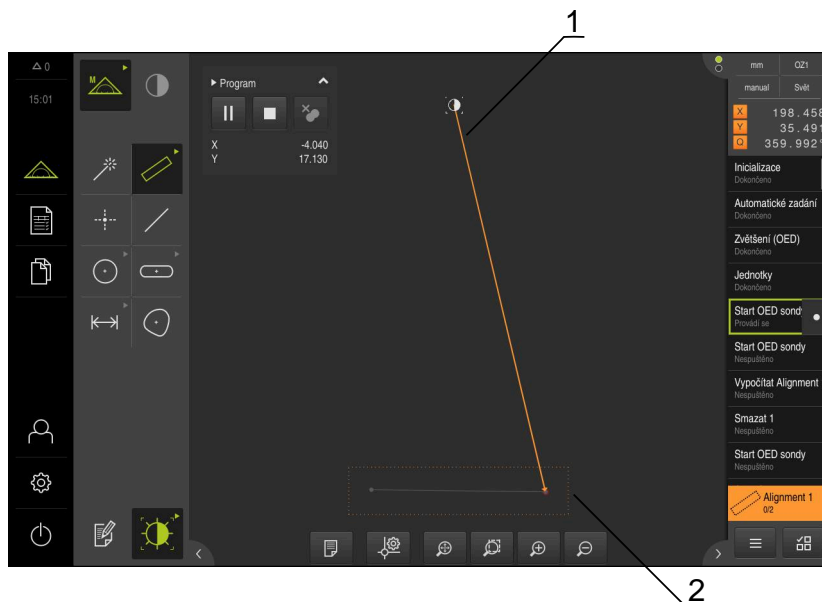 1
0
15:01
M
Program
X -4.040
Y 17.130
mm OZ1
manual Svět
X 198.458
Y 35.491
Q 359.992°
Inicializace
Dokončeno
Automatické zadání
Dokončeno
Zvětšení (OED)
Dokončeno
Jednotky
Dokončeno
Start OED sondy
Provádí se
Start OED sondy
Nespuštěno
Vypočítat Alignment
Nespuštěno
Smazat 1
Nespuštěno
Start OED sondy
Nespuštěno
Alignment 1
0/2
2